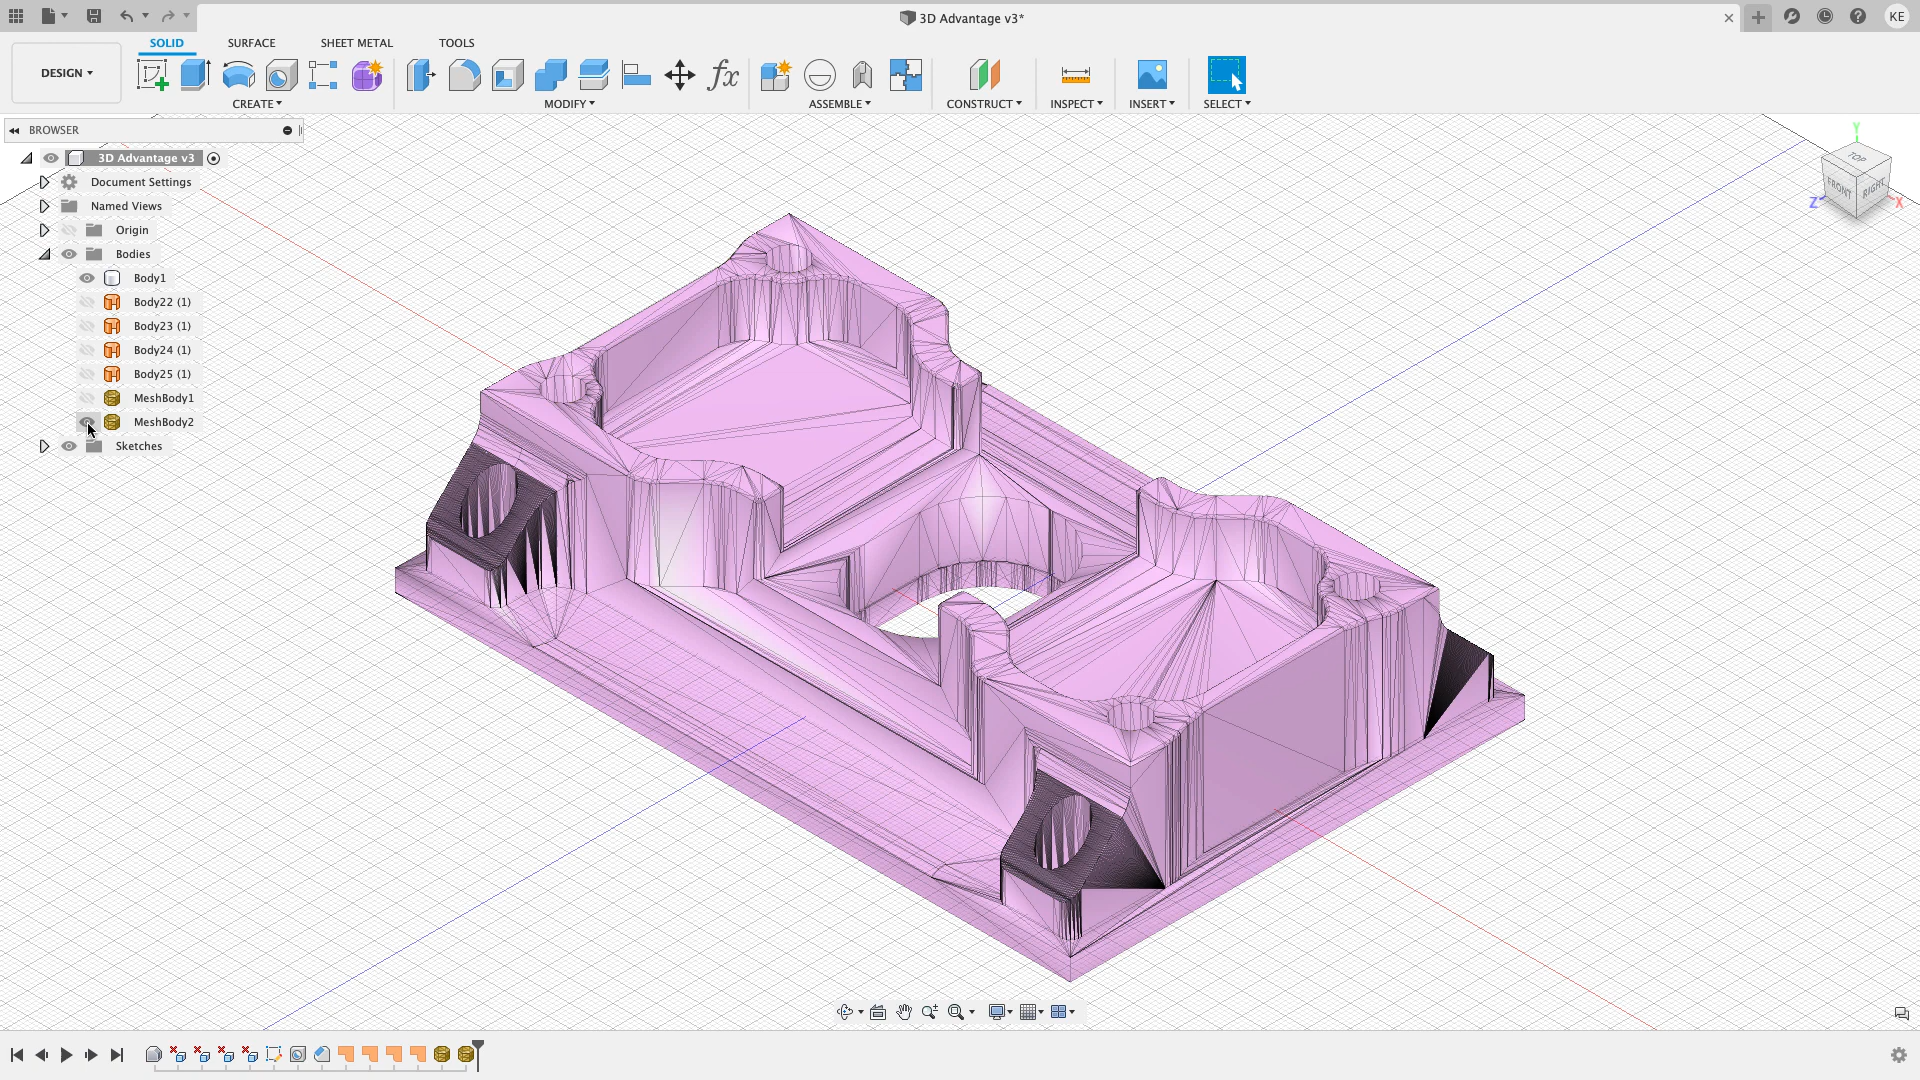 3D Advantage v3*
KE
SOLID
SURFACE
SHEET METAL
TOOLS
DESIGN
CREATE
MODIFY
ASSEMBLE
CONSTRUCT
INSPECT
INSERT
SELECT
BROWSER
3D Advantage v3
Document Settings
Named Views
Origin
Bodies
Body1
Body22 (1)
Body23 (1)
Body24 (1)
Body25 (1)
MeshBody1
MeshBody2
Sketches
Y
TOP
FRONT
RIGHT
Z
X
fx